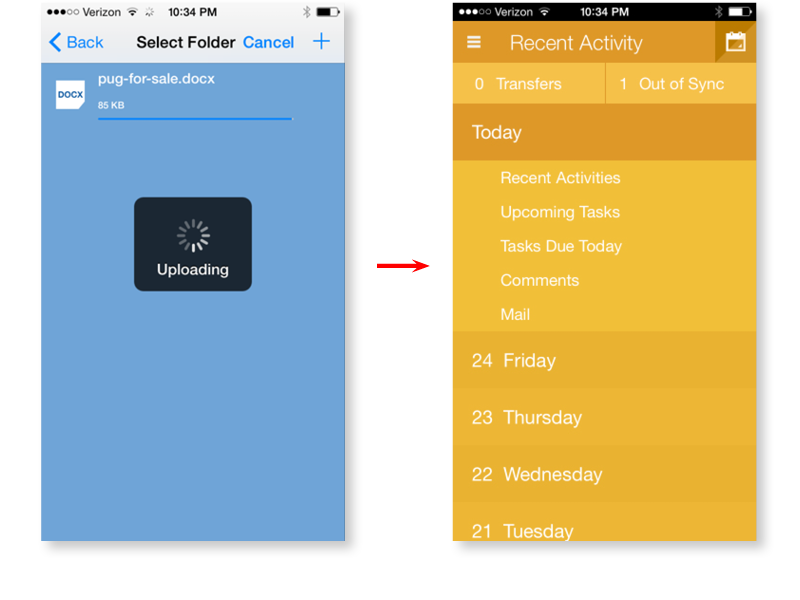 Verizon 10:34 PM
Back Select Folder Cancel +
pug-for-sale.docx
DOCX
85 KB
Uploading
Verizon 10:34 PM
Recent Activity
0 Transfers 1 Out of Sync
Today
Recent Activities
Upcoming Tasks
Tasks Due Today
Comments
Mail
24 Friday
23 Thursday
22 Wednesday
21 Tuesday